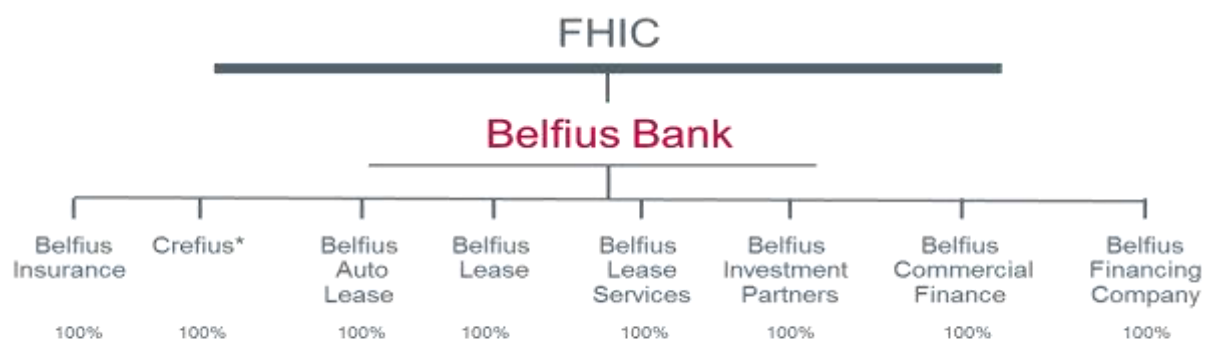 FHIC
Belfius Bank
Belfius
Insurance
100%
Crefius*
100%
Belfius
Auto
Lease
100%
Belfius
Lease
100%
Belfius
Lease
Services
100%
Belfius
Investment
Partners
100%
Belfius
Commercial
Finance
100%
Belfius
Financing
Company
100%